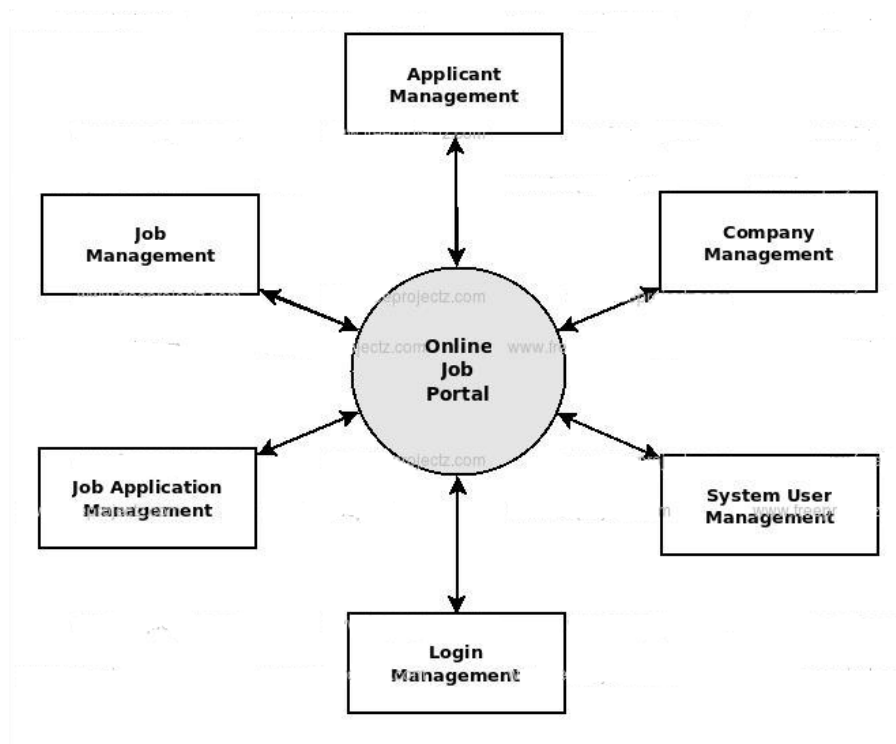 Applicant
Management
Job
Management
Company
Management
Online
Job
Portal
Job Application
Management
System User
Management
Login
Management